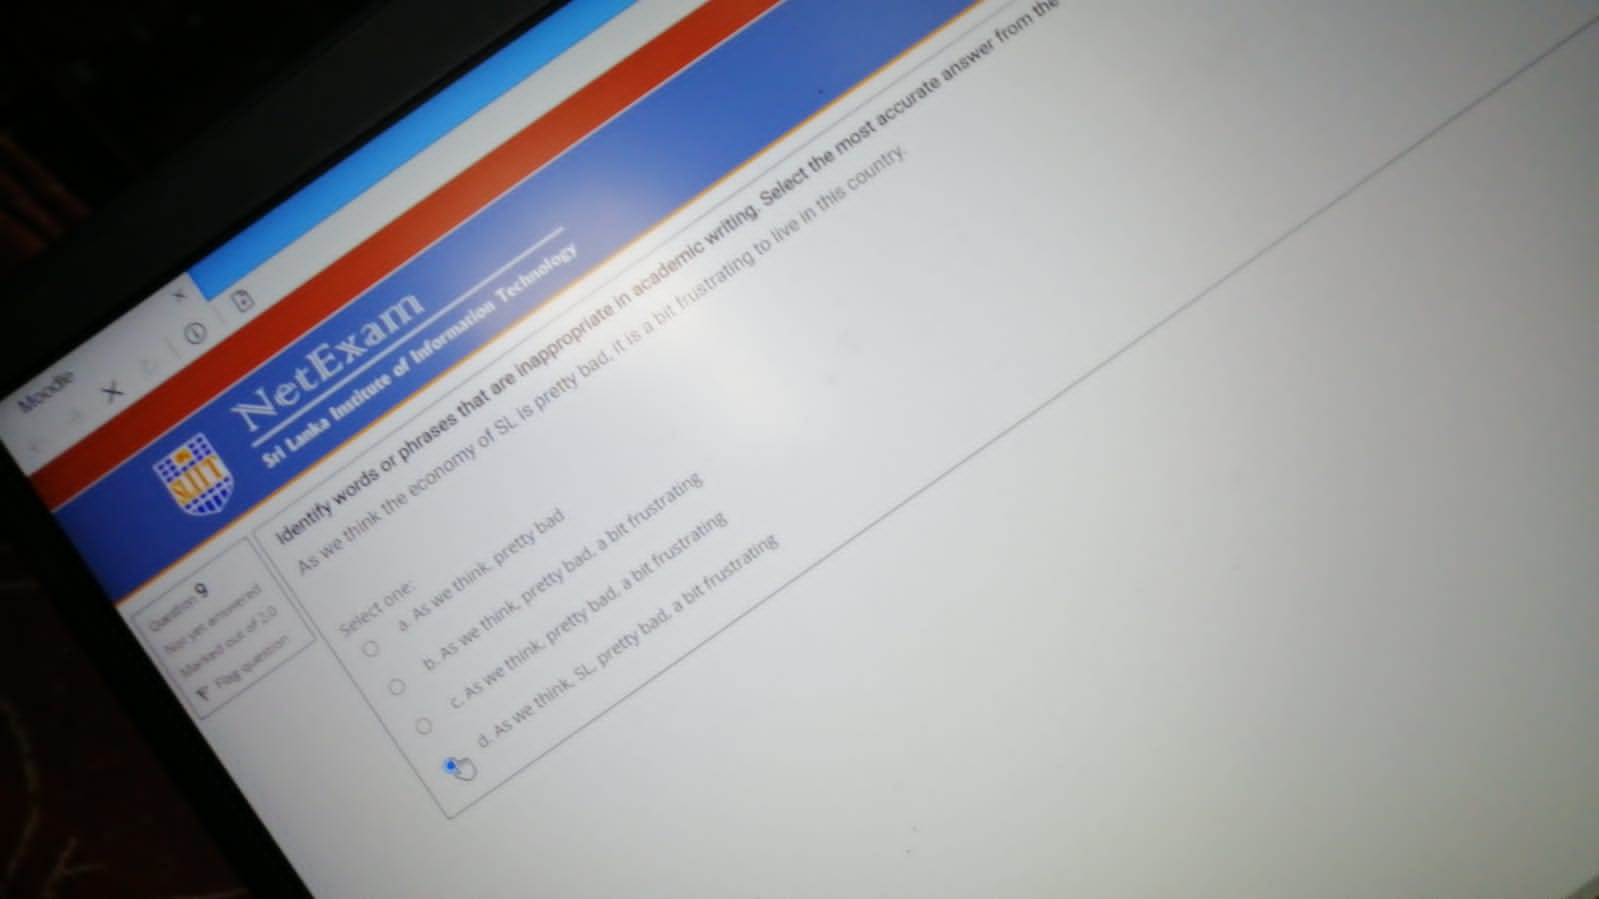 Moodle
NetExam
Sri Lanka Institute of Information Technology
SLIIT
Question 9
Not yet answered
Marked out of 2.0
Flag question
Identify words or phrases that are inappropriate in academic writing. Select the most accurate answer from the
As we think the economy of SL is pretty bad, it is a bit frustrating to live in this country.
Select one:
a. As we think, pretty bad
b. As we think, pretty bad, a bit frustrating
c. As we think, pretty bad, a bit frustrating
d. As we think, SL, pretty bad, a bit frustrating